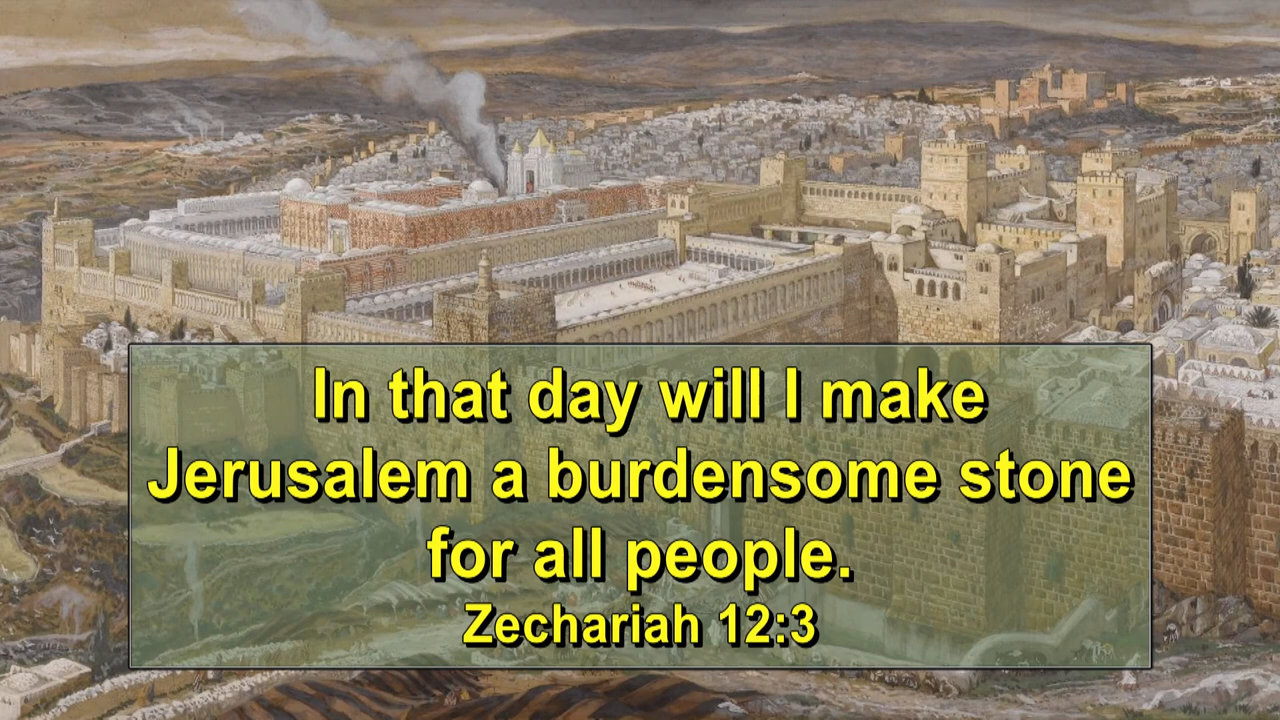 In that day will I make
Jerusalem a burdensome stone
for all people.
Zechariah 12:3